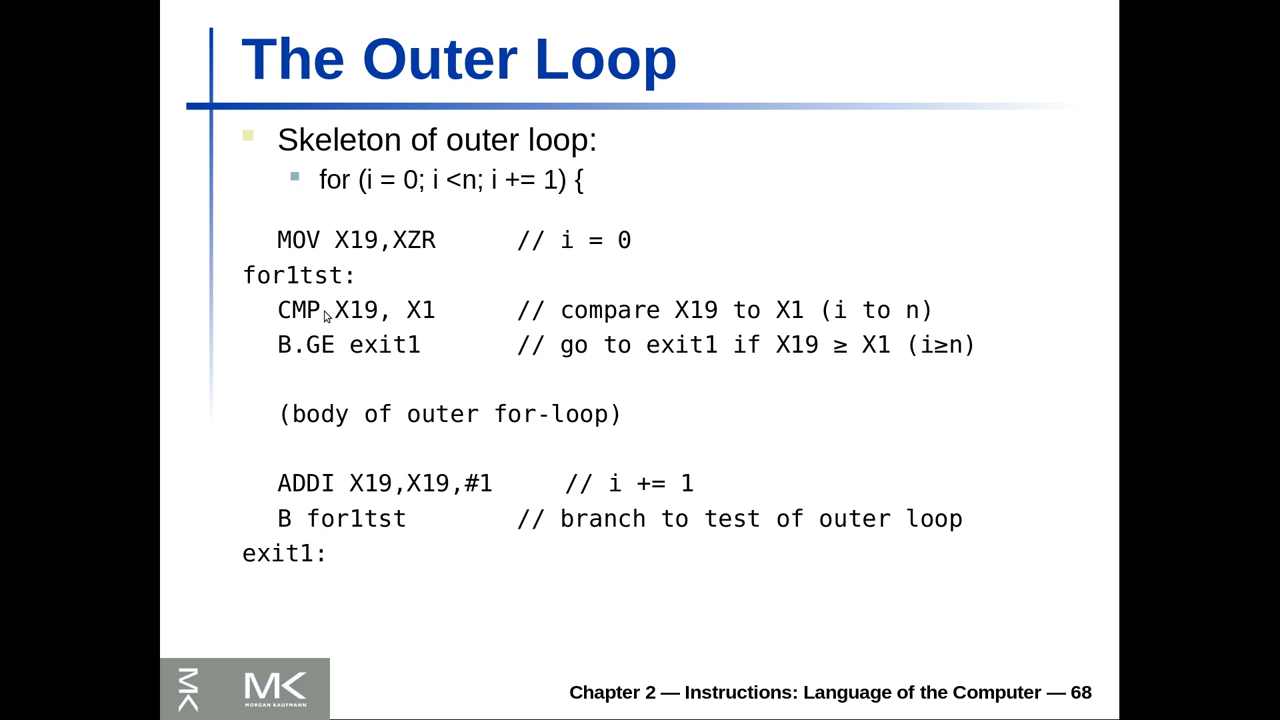 The Outer Loop
Skeleton of outer loop:
for (i = 0; i <n; i += 1) {
MOV X19,XZR // i = 0
for1tst:
CMP X19, X1 // compare X19 to X1 (i to n)
B.GE exit1 // go to exit1 if X19 ≥ X1 (i≥n)
(body of outer for-loop)
ADDI X19,X19,#1 // i += 1
B for1tst // branch to test of outer loop
exit1:
MK
MK
MORGAN KAUFMANN
Chapter 2 — Instructions: Language of the Computer — 68